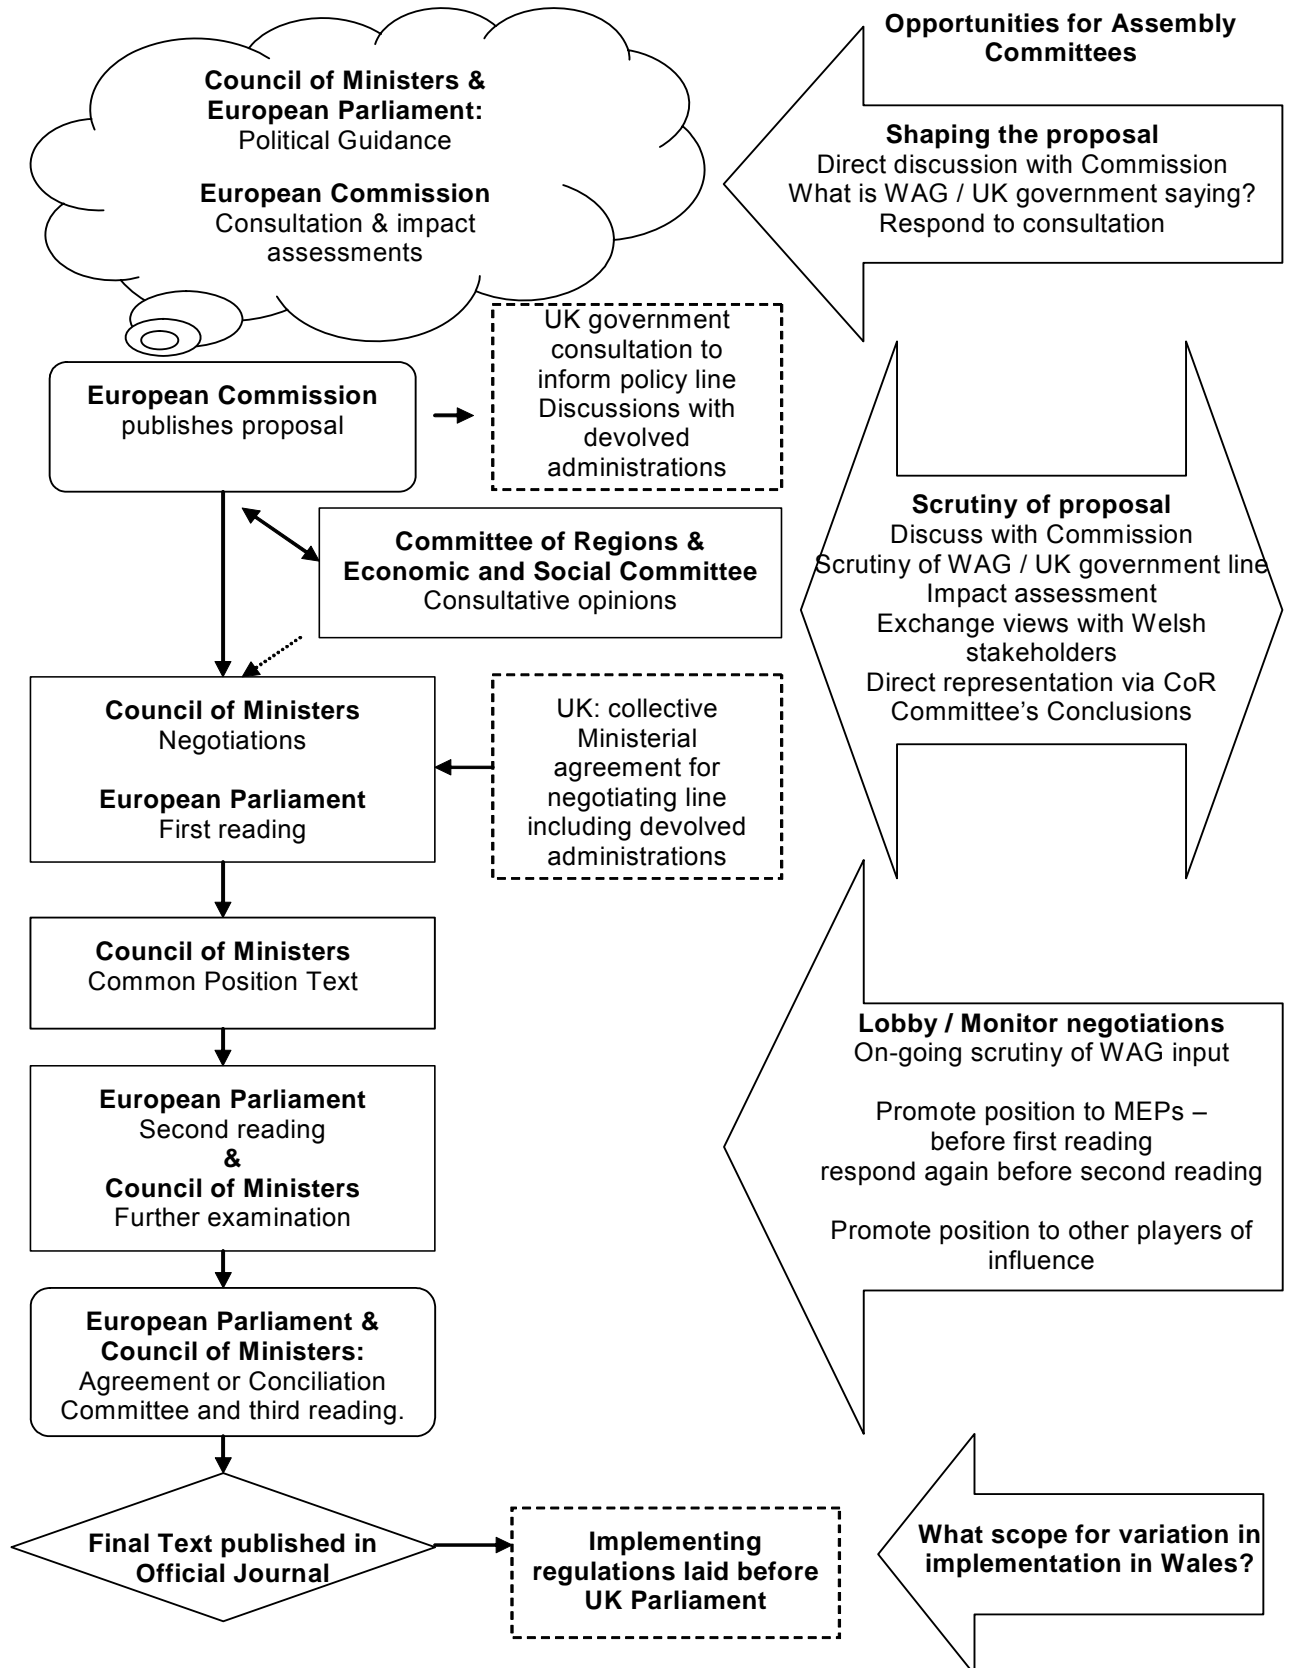 Opportunities for Assembly
Committees
Council of Ministers &
European Parliament:
Political Guidance
European Commission
Consultation & impact
assessments
Shaping the proposal
Direct discussion with Commission
What is WAG / UK government saying?
Respond to consultation
UK government
consultation to
inform policy line
Discussions with
devolved
administrations
European Commission
publishes proposal
Committee of Regions &
Economic and Social Committee
Consultative opinions
Scrutiny of proposal
Discuss with Commission
Scrutiny of WAG / UK government line
Impact assessment
Exchange views with Welsh
stakeholders
Direct representation via CoR
Committee’s Conclusions
Council of Ministers
Negotiations
European Parliament
First reading
UK: collective
Ministerial
agreement for
negotiating line
including devolved
administrations
Council of Ministers
Common Position Text
Lobby / Monitor negotiations
On-going scrutiny of WAG input
Promote position to MEPs –
before first reading
respond again before second reading
Promote position to other players of
influence
European Parliament
Second reading
&
Council of Ministers
Further examination
European Parliament &
Council of Ministers:
Agreement or Conciliation
Committee and third reading.
Final Text published in
Official Journal
Implementing
regulations laid before
UK Parliament
What scope for variation in
implementation in Wales?